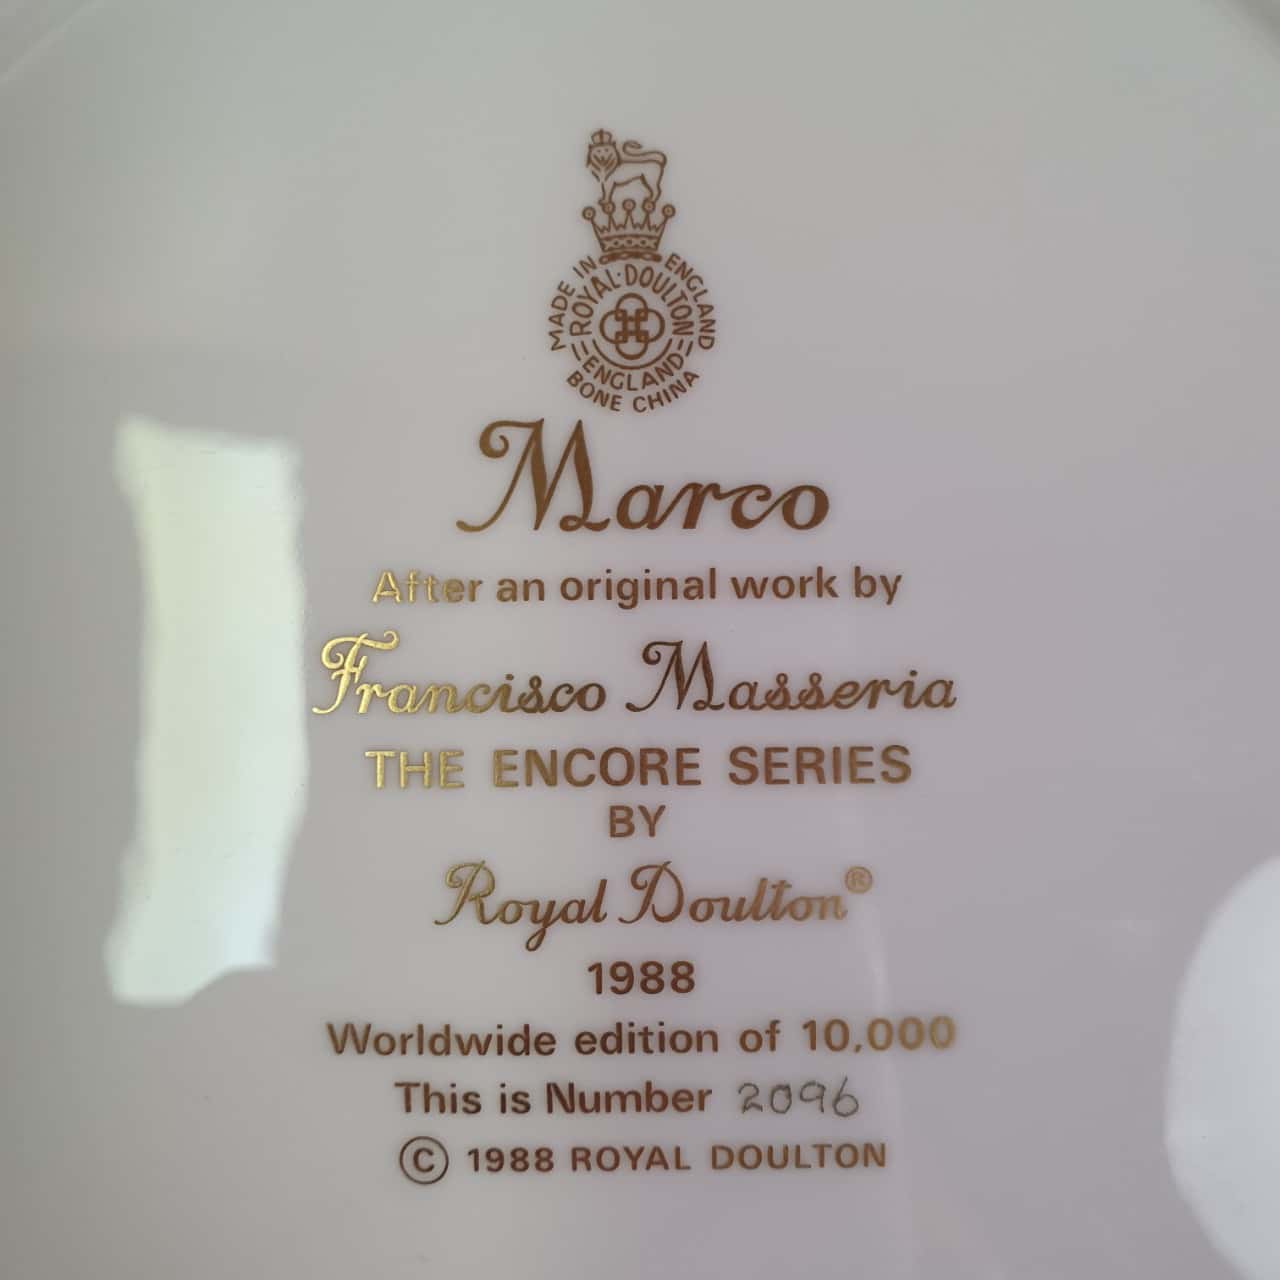 MADE IN ENGLAND
ROYAL·DOULTON
ENGLAND
BONE CHINA
Marco
After an original work by
Francisco Masseria
THE ENCORE SERIES
BY
Royal Doulton®
1988
Worldwide edition of 10,000
This is Number 2096
© 1988 ROYAL DOULTON